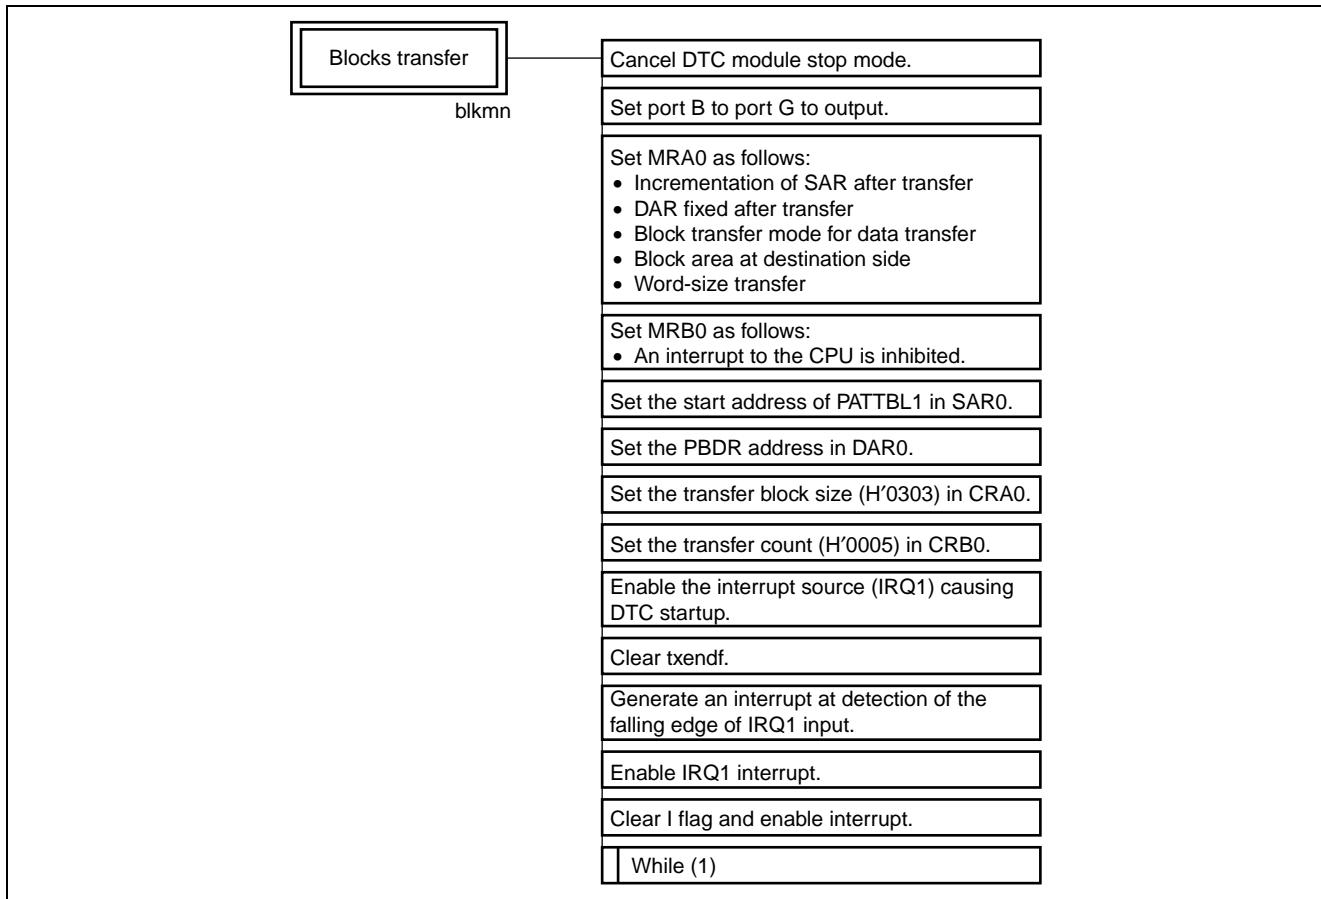 Blocks transfer
blkmn
Cancel DTC module stop mode.
Set port B to port G to output.
Set MRA0 as follows:
• Incrementation of SAR after transfer
• DAR fixed after transfer
• Block transfer mode for data transfer
• Block area at destination side
• Word-size transfer
Set MRB0 as follows:
• An interrupt to the CPU is inhibited.
Set the start address of PATTBL1 in SAR0.
Set the PBDR address in DAR0.
Set the transfer block size (H′0303) in CRA0.
Set the transfer count (H′0005) in CRB0.
Enable the interrupt source (IRQ1) causing
DTC startup.
Clear txendf.
Generate an interrupt at detection of the
falling edge of IRQ1 input.
Enable IRQ1 interrupt.
Clear I flag and enable interrupt.
While (1)